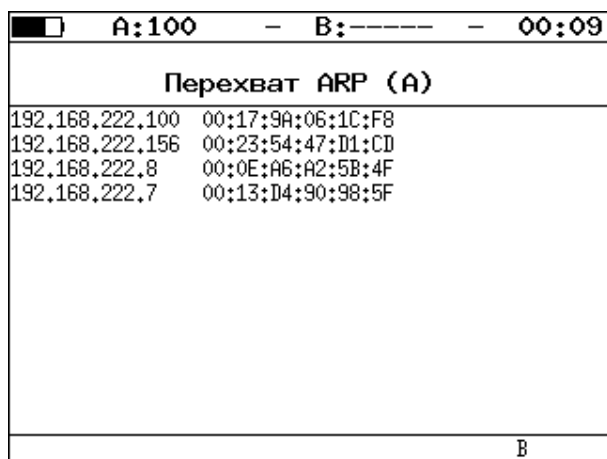 A:100 – B:----- – 00:09
Перехват ARP (A)
192.168.222.100 00:17:9A:06:1C:F8
192.168.222.156 00:23:54:47:D1:CD
192.168.222.8 00:0E:A6:A2:5B:4F
192.168.222.7 00:13:D4:90:98:5F
B